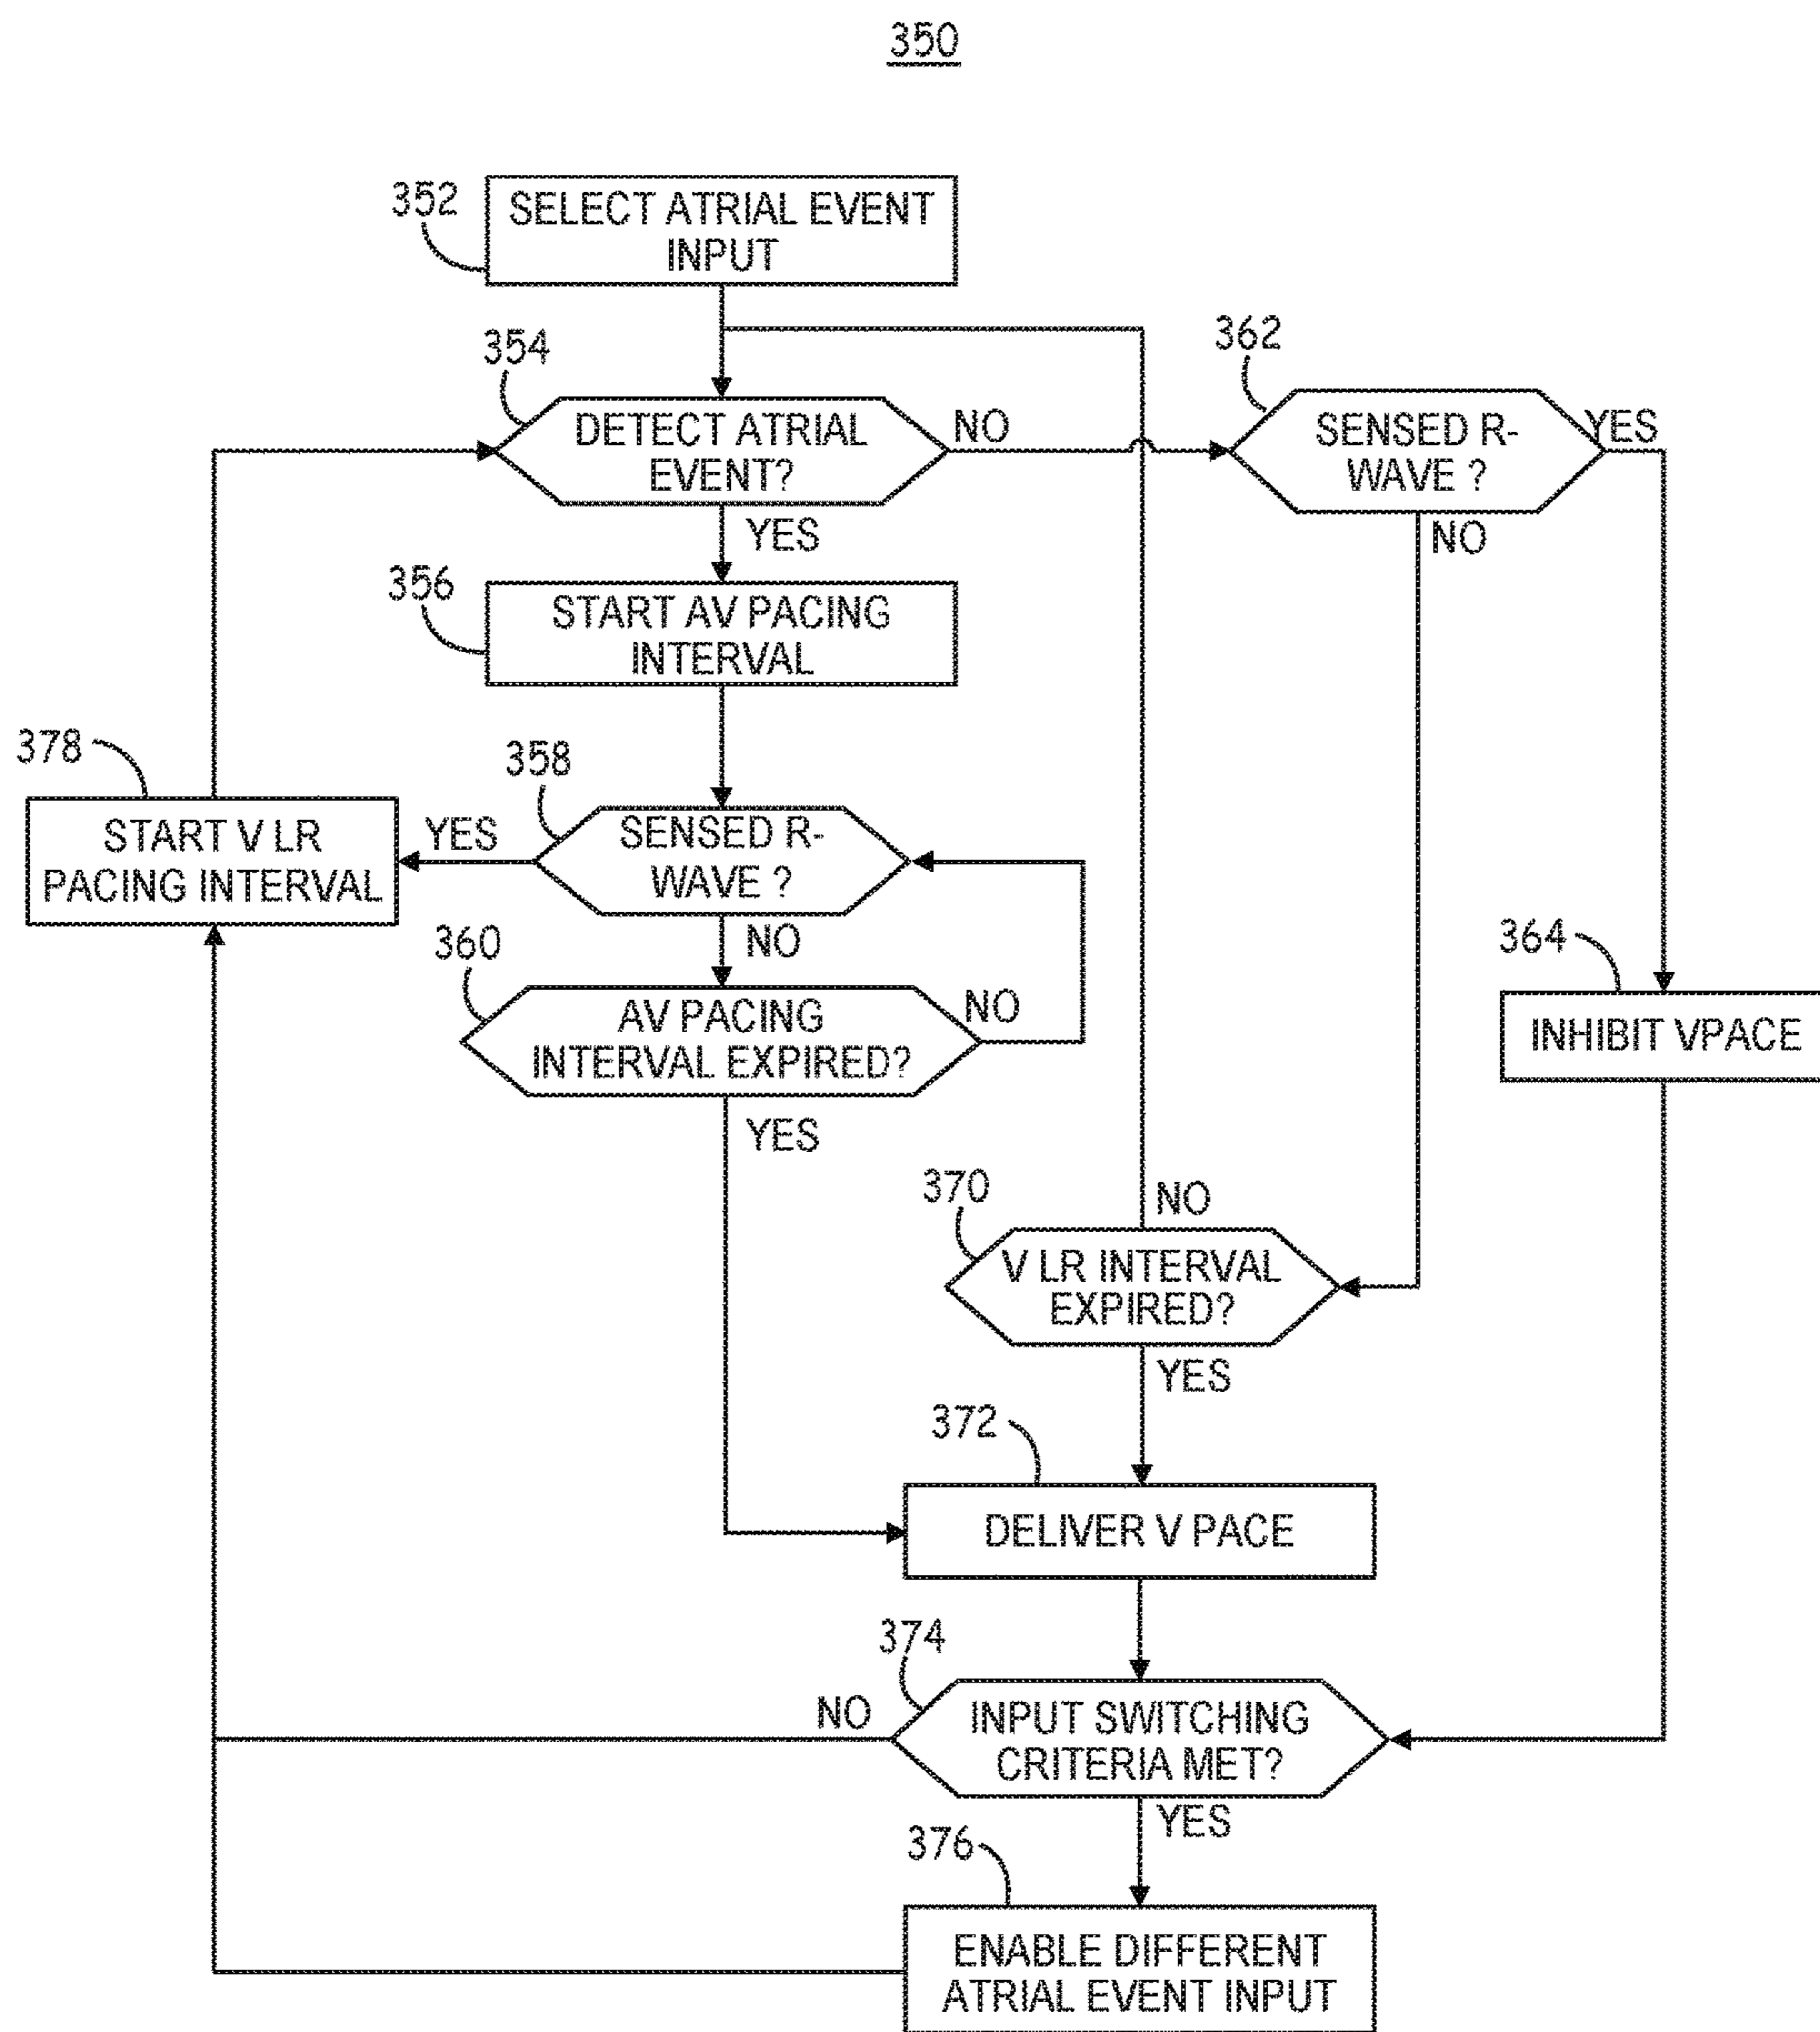 350
352
SELECT ATRIAL EVENT
INPUT
354
DETECT ATRIAL
EVENT?
NO
YES
362
SENSED R-
WAVE ?
YES
NO
356
START AV PACING
INTERVAL
378
START V LR
PACING INTERVAL
358
SENSED R-
WAVE ?
YES
NO
360
AV PACING
INTERVAL EXPIRED?
NO
YES
364
INHIBIT VPACE
370
V LR INTERVAL
EXPIRED?
NO
YES
372
DELIVER V PACE
374
INPUT SWITCHING
CRITERIA MET?
NO
YES
376
ENABLE DIFFERENT
ATRIAL EVENT INPUT